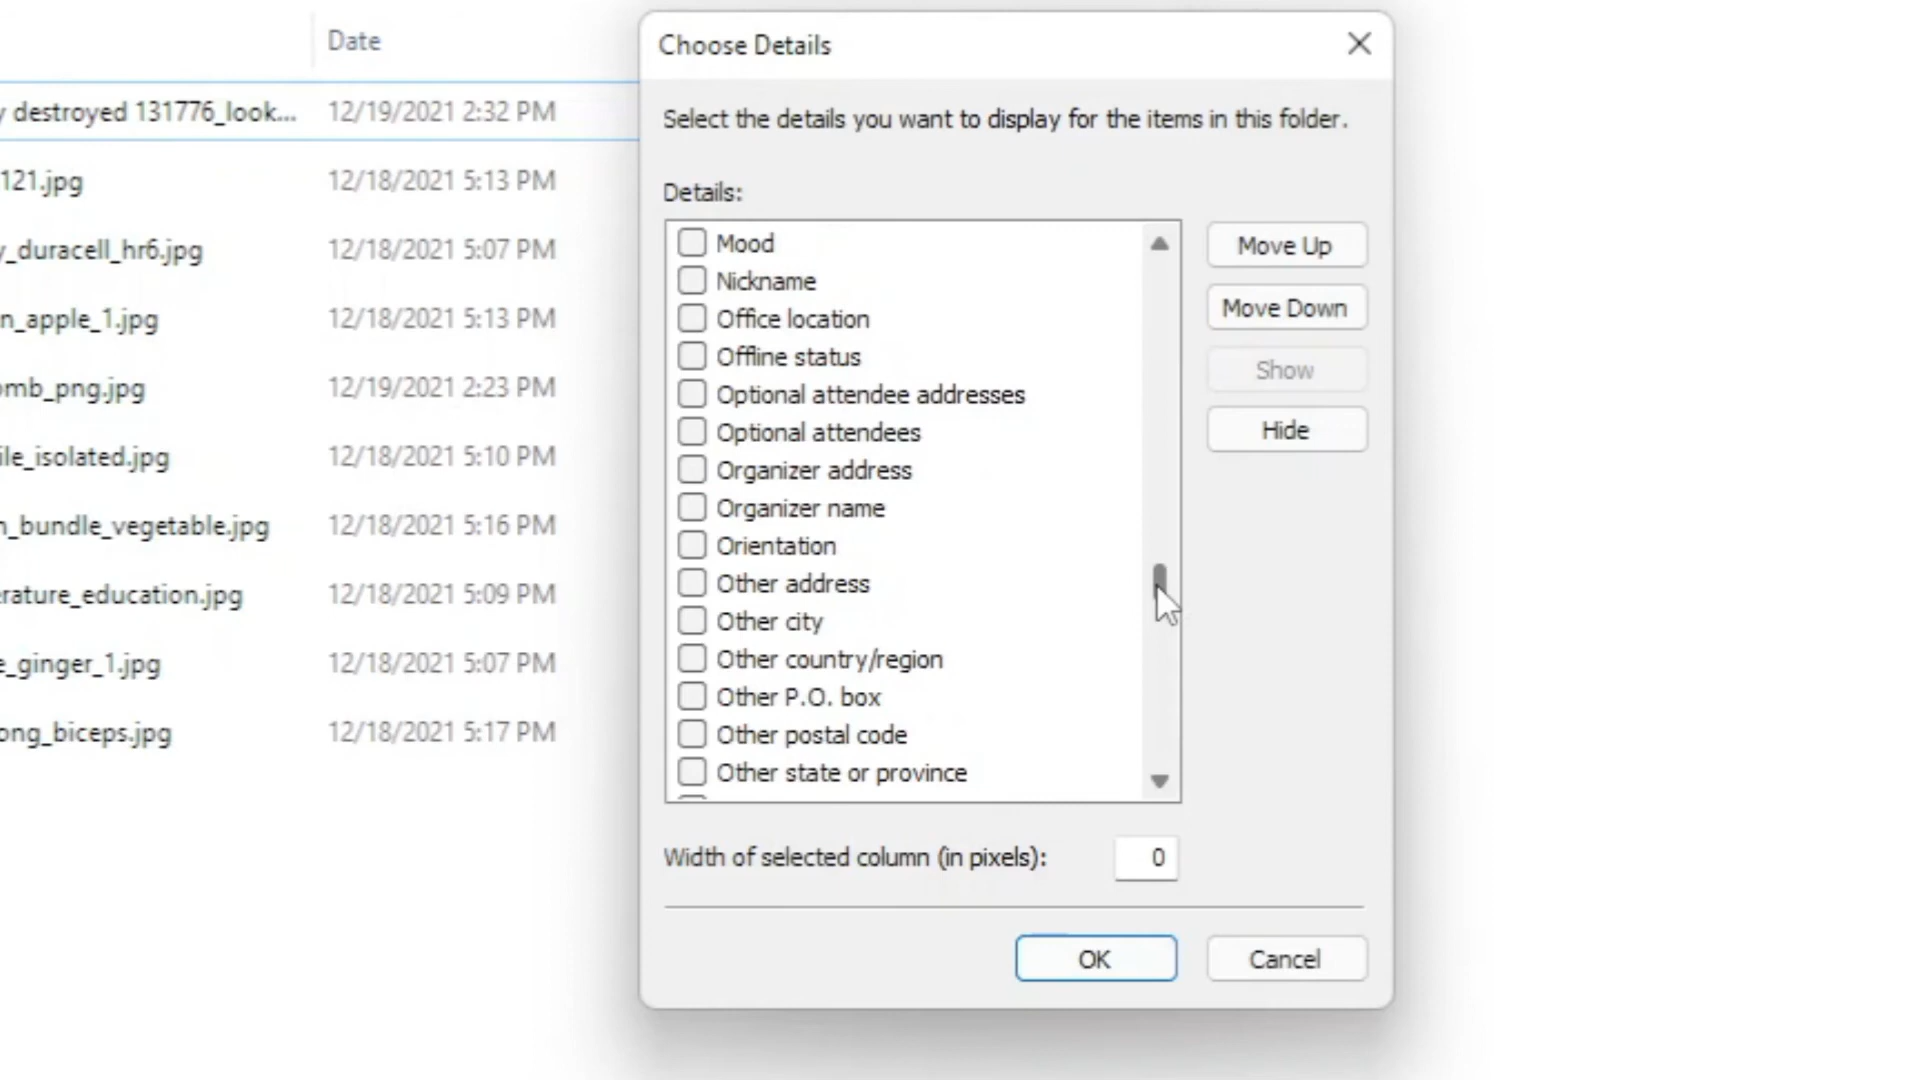 Date
y destroyed 131776_look... 12/19/2021 2:32 PM
121.jpg 12/18/2021 5:13 PM
y_duracell_hr6.jpg 12/18/2021 5:07 PM
n_apple_1.jpg 12/18/2021 5:13 PM
omb_png.jpg 12/19/2021 2:23 PM
ile_isolated.jpg 12/18/2021 5:10 PM
n_bundle_vegetable.jpg 12/18/2021 5:16 PM
erature_education.jpg 12/18/2021 5:09 PM
e_ginger_1.jpg 12/18/2021 5:07 PM
ong_biceps.jpg 12/18/2021 5:17 PM
Choose Details
Select the details you want to display for the items in this folder.
Details:
Mood
Nickname
Office location
Offline status
Optional attendee addresses
Optional attendees
Organizer address
Organizer name
Orientation
Other address
Other city
Other country/region
Other P.O. box
Other postal code
Other state or province
Move Up
Move Down
Show
Hide
Width of selected column (in pixels): 0
OK
Cancel